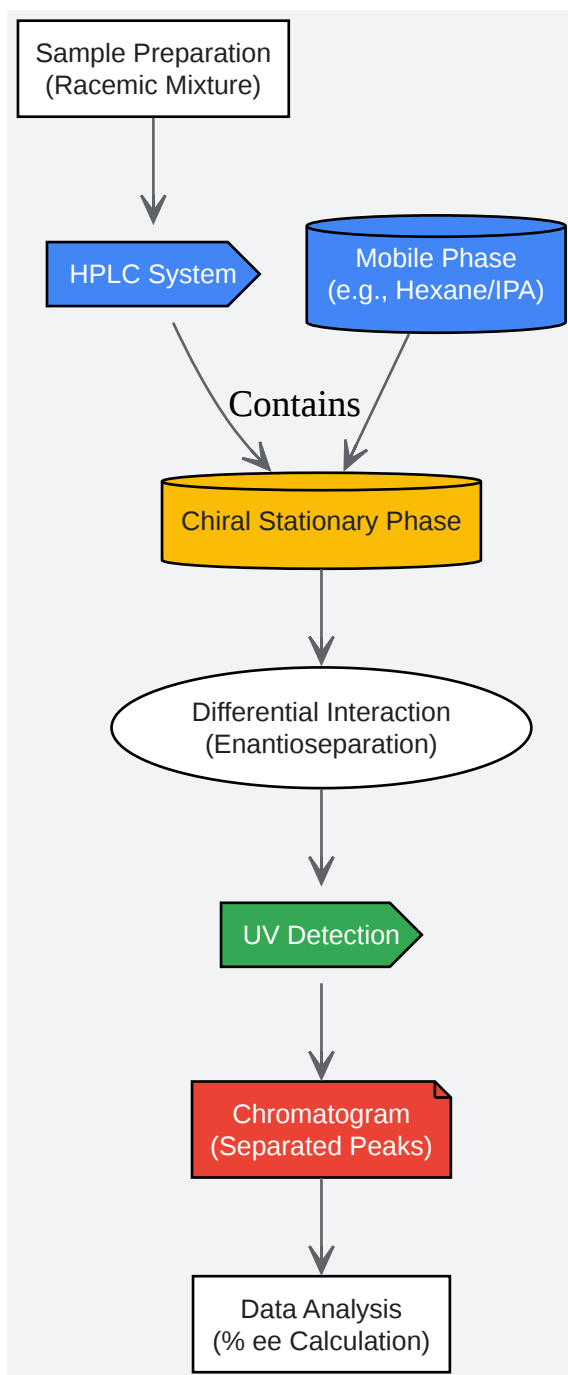 Sample Preparation
(Racemic Mixture)
HPLC System
Mobile Phase
(e.g., Hexane/IPA)
Contains
Chiral Stationary Phase
Differential Interaction
(Enantioseparation)
UV Detection
Chromatogram
(Separated Peaks)
Data Analysis
(% ee Calculation)